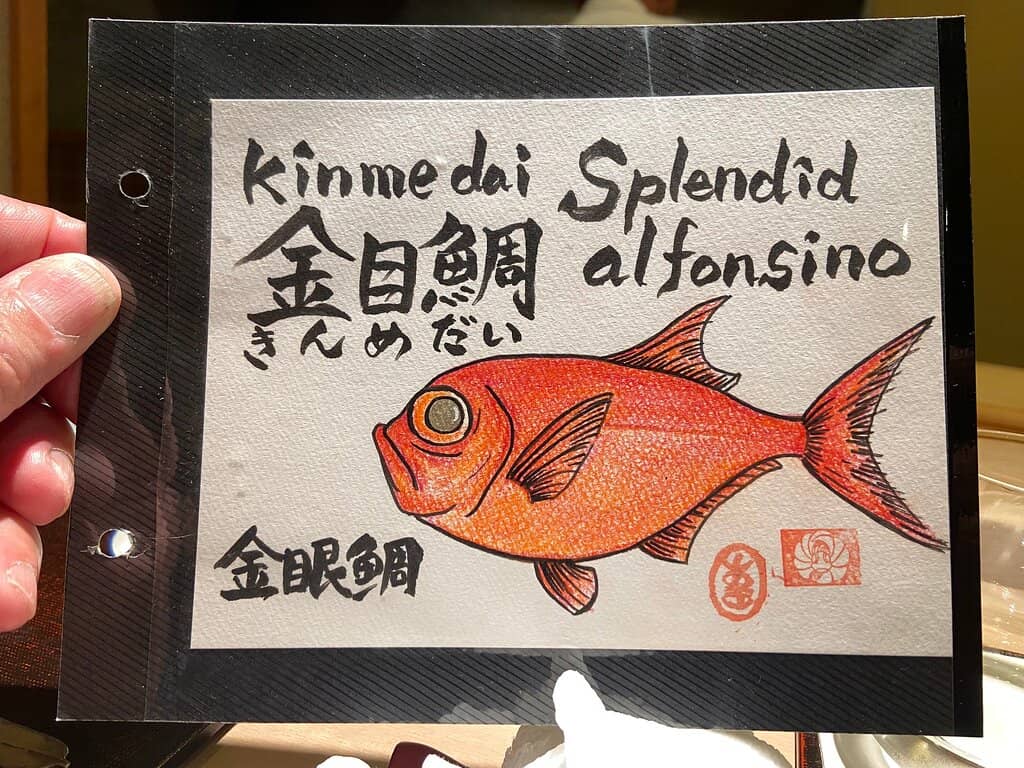 kinmedai
金目鯛
きんめだい
Splendid
alfonsino
金眼鯛